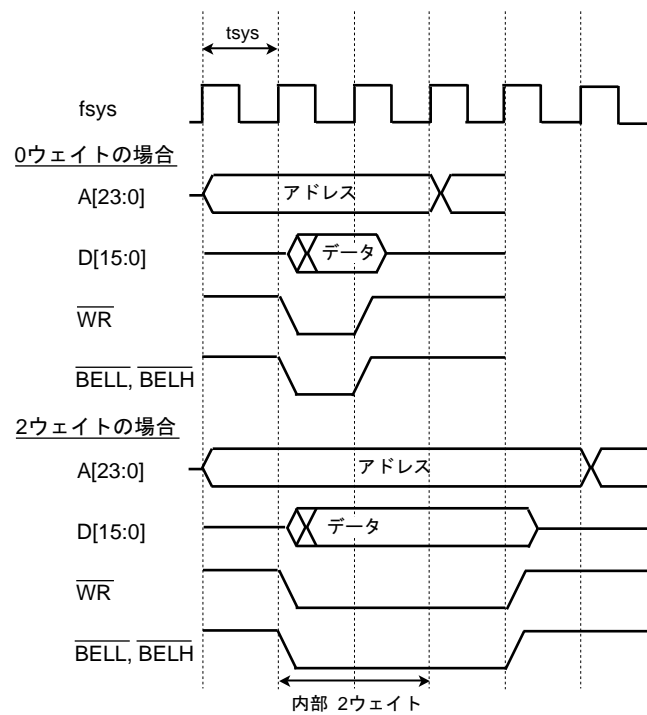 tsys
fsys
0ウェイトの場合
A[23:0]
アドレス
D[15:0]
データ
WR
BELL, BELH
2ウェイトの場合
A[23:0]
アドレス
D[15:0]
データ
WR
BELL, BELH
内部 2ウェイト